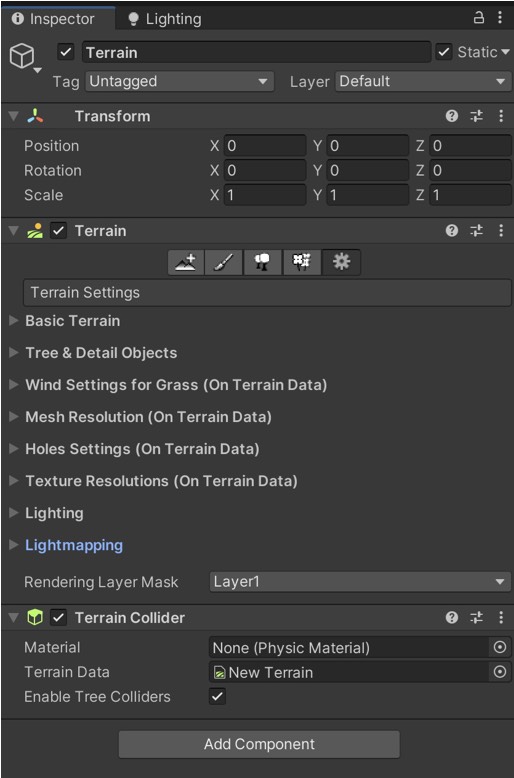 Inspector Lighting
Terrain Static
Tag Untagged Layer Default
Transform
Position X 0 Y 0 Z 0
Rotation X 0 Y 0 Z 0
Scale X 1 Y 1 Z 1
Terrain
Terrain Settings
Basic Terrain
Tree & Detail Objects
Wind Settings for Grass (On Terrain Data)
Mesh Resolution (On Terrain Data)
Holes Settings (On Terrain Data)
Texture Resolutions (On Terrain Data)
Lighting
Lightmapping
Rendering Layer Mask Layer1
Terrain Collider
Material None (Physic Material)
Terrain Data New Terrain
Enable Tree Colliders
Add Component